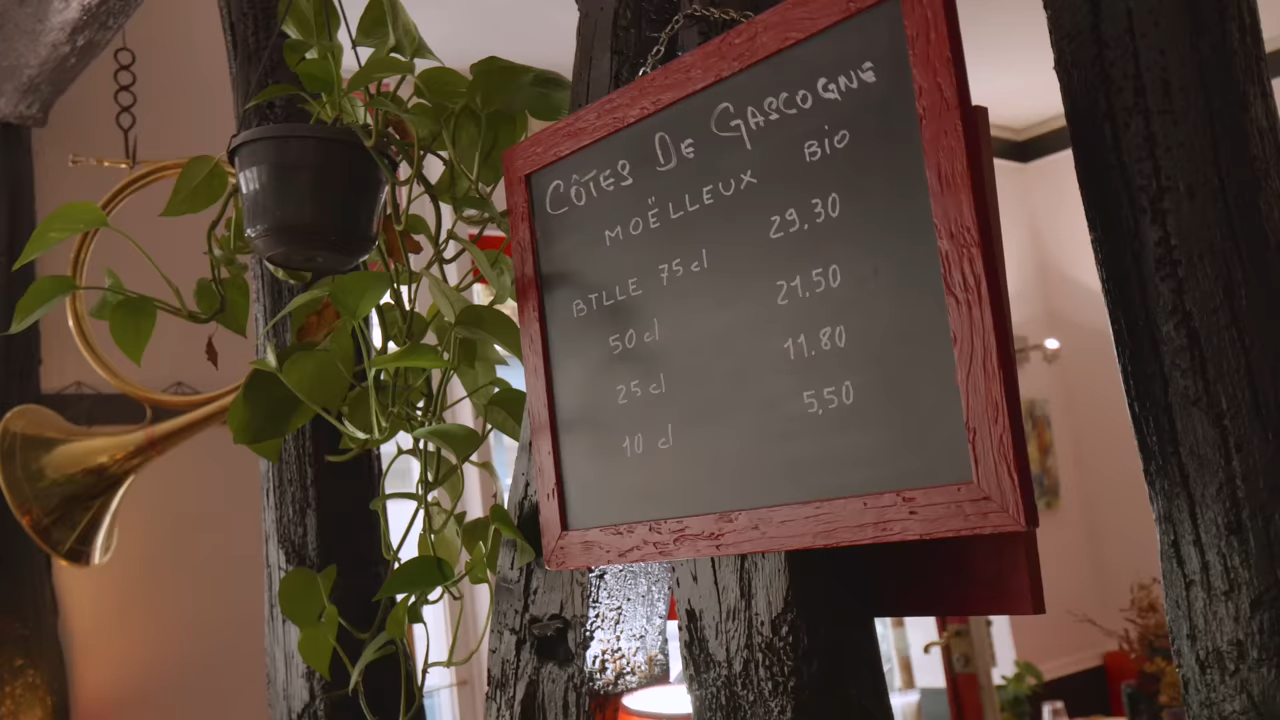 CÔTES DE GASCOGNE
MOËLLEUX BIO
BTLLE 75 cl 29,30
50 cl 21,50
25 cl 11.80
10 cl 5,50